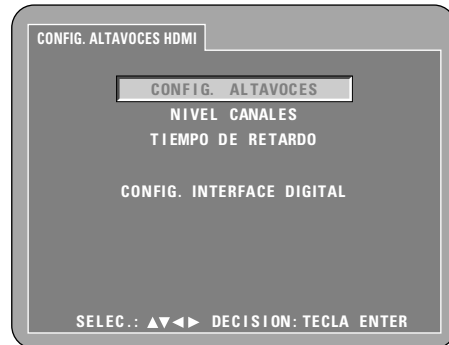 CONFIG. ALTAVOCES HDMI
CONFIG. ALTAVOCES
NIVEL CANALES
TIEMPO DE RETARDO
CONFIG. INTERFACE DIGITAL
SELEC.: ▲▼◀▶ DECISION: TECLA ENTER